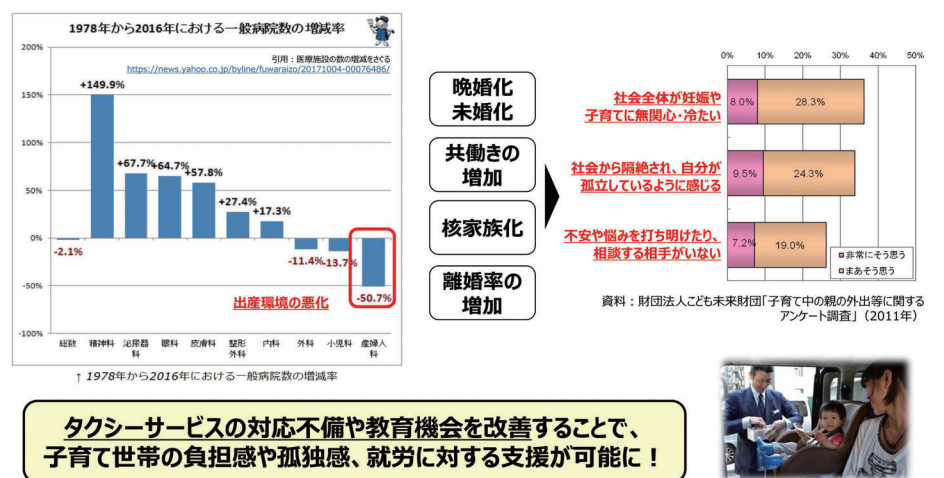 1978年から2016年における一般病院数の増減率
引用：医療施設の数の増減をさぐる
https://news.yahoo.co.jp/byline/fuwaraizo/20171004-00076486/
200%
150%
100%
50%
0%
-50%
-100%
-2.1%
+149.9%
+67.7%
+64.7%
+57.8%
+27.4%
+17.3%
-11.4%
-13.7%
-50.7%
出産環境の悪化
総数 精神科 泌尿器科 眼科 皮膚科 整形外科 内科 外科 小児科 産婦人科
↑ 1978年から2016年における一般病院数の増減率
晩婚化
未婚化
共働きの
増加
核家族化
離婚率の
増加
0% 10% 20% 30% 40% 50%
社会全体が妊娠や
子育てに無関心・冷たい
8.0% 28.3%
社会から隔絶され、自分が
孤立しているように感じる
9.5% 24.3%
不安や悩みを打ち明けたり、
相談する相手がいない
7.2% 19.0%
非常にそう思う
まあそう思う
資料：財団法人こども未来財団「子育て中の親の外出等に関する
アンケート調査」（2011年）
タクシーサービスの対応不備や教育機会を改善することで、
子育て世帯の負担感や孤独感、就労に対する支援が可能に！